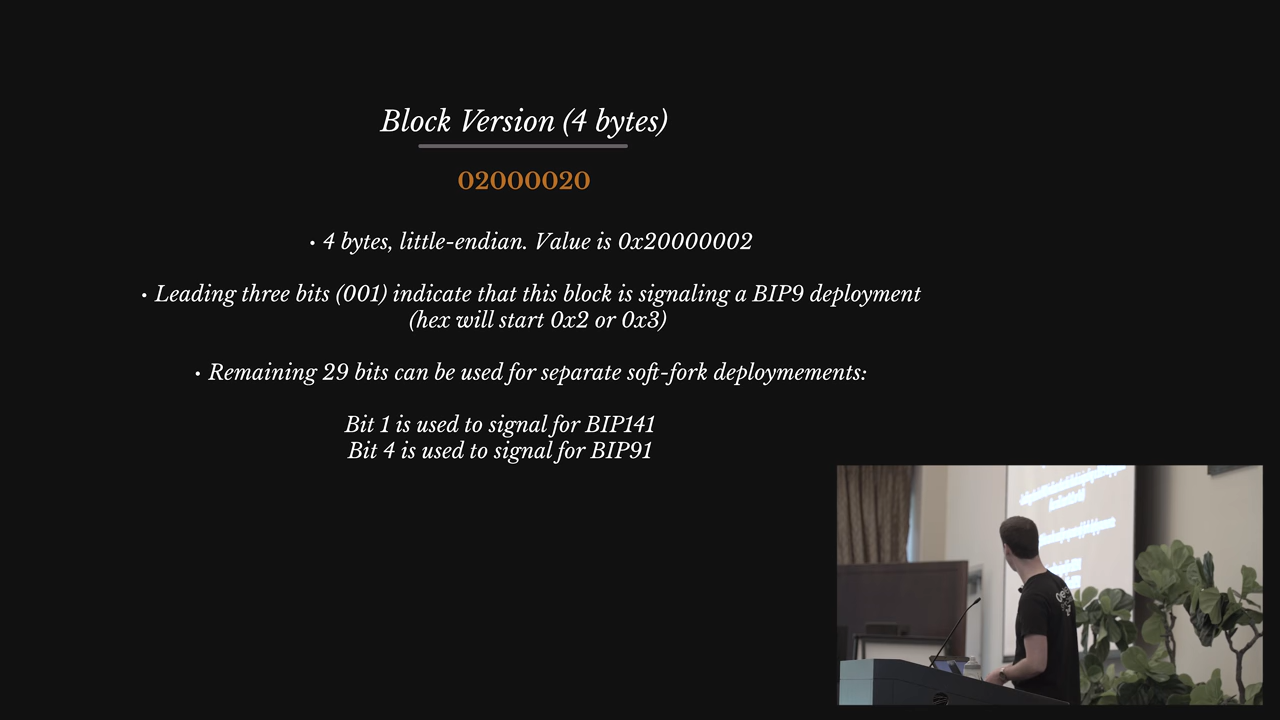 Block Version (4 bytes)
02000020
• 4 bytes, little-endian. Value is 0x20000002
• Leading three bits (001) indicate that this block is signaling a BIP9 deployment
(hex will start 0x2 or 0x3)
• Remaining 29 bits can be used for separate soft-fork deploymements:
Bit 1 is used to signal for BIP141
Bit 4 is used to signal for BIP91